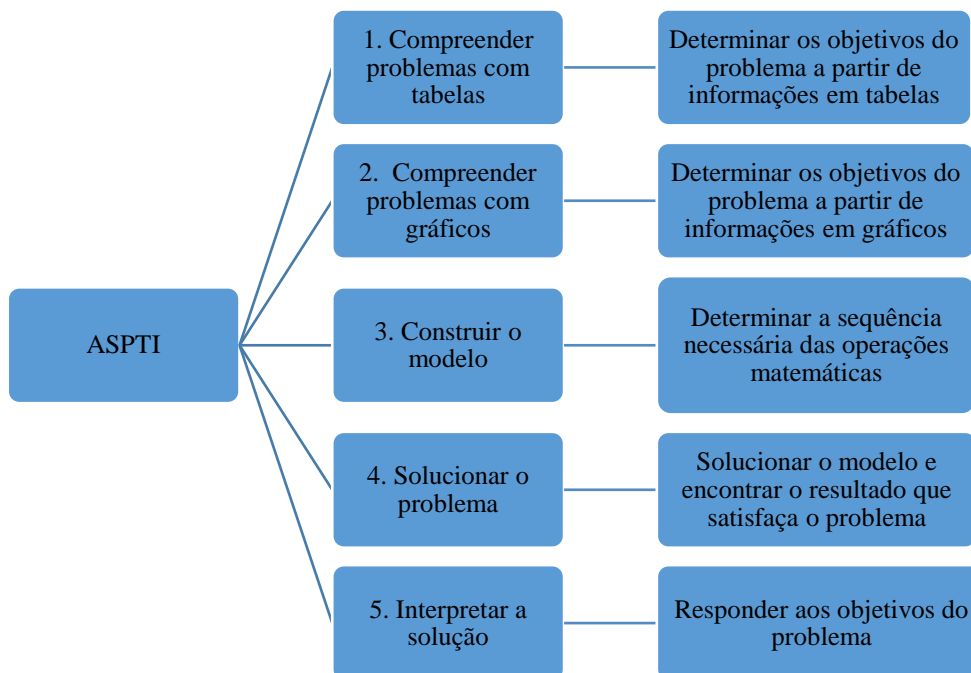 ASPTI
1. Compreender
problemas com
tabelas
Determinar os objetivos do
problema a partir de
informações em tabelas
2. Compreender
problemas com
gráficos
Determinar os objetivos do
problema a partir de
informações em gráficos
3. Construir o
modelo
Determinar a sequência
necessária das operações
matemáticas
4. Solucionar o
problema
Solucionar o modelo e
encontrar o resultado que
satisfaça o problema
5. Interpretar a
solução
Responder aos objetivos do
problema